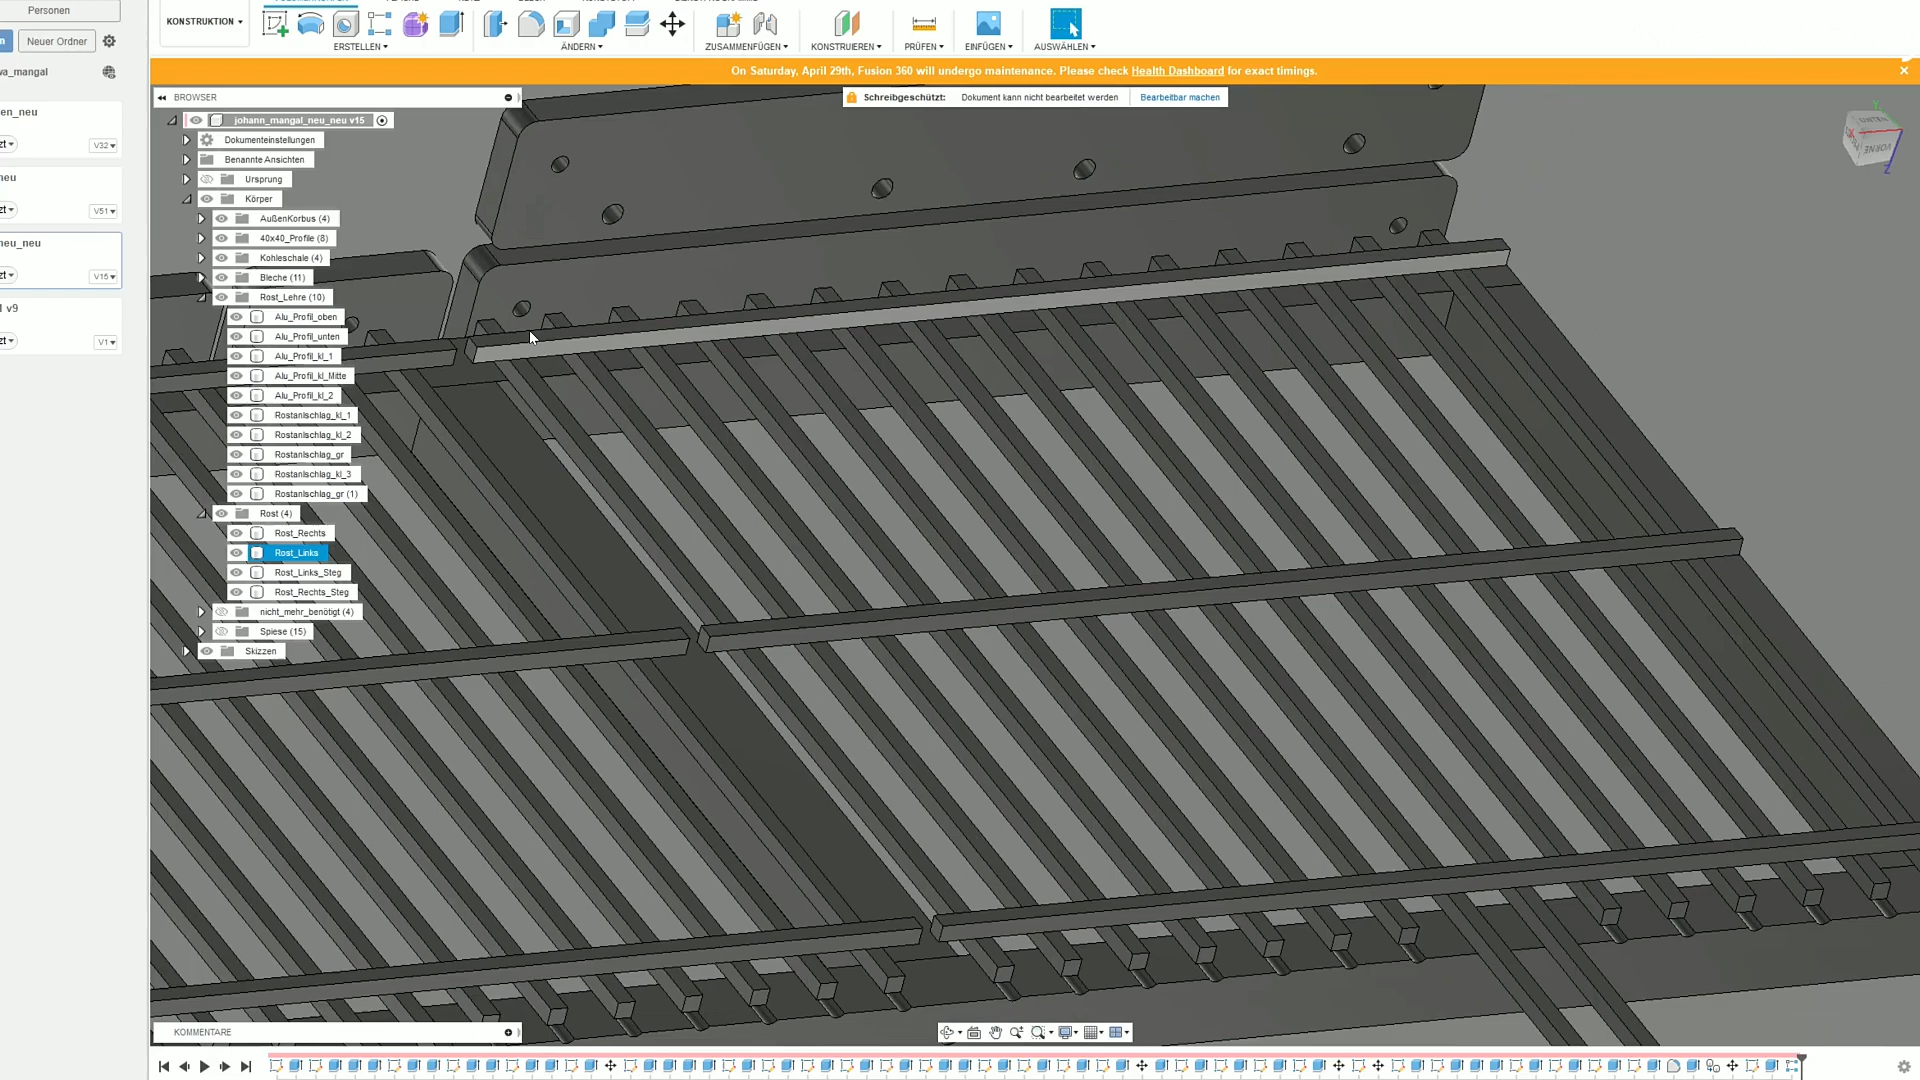 Personen
KONSTRUKTION
ERSTELLEN
ÄNDERN
ZUSAMMENFÜGEN
KONSTRUIEREN
PRÜFEN
EINFÜGEN
AUSWÄHLEN
Neuer Ordner
On Saturday, April 29th, Fusion 360 will undergo maintenance. Please check Health Dashboard for exact timings.
va_mangal
BROWSER
Schreibgeschützt: Dokument kann nicht bearbeitet werden Bearbeitbar machen
en_neu
V32
neu
V51
neu_neu
V15
l v9
V1
johann_mangal_neu_neu v15
Dokumenteinstellungen
Benannte Ansichten
Ursprung
Körper
AußenKorbus (4)
40x40_Profile (8)
Kohleschale (4)
Bleche (11)
Rost_Lehre (10)
Alu_Profil_oben
Alu_Profil_unten
Alu_Profil_kl_1
Alu_Profil_kl_Mitte
Alu_Profil_kl_2
Rostanlschlag_kl_1
Rostanlschlag_kl_2
Rostanlschlag_gr
Rostanlschlag_kl_3
Rostanlschlag_gr (1)
Rost (4)
Rost_Rechts
Rost_Links
Rost_Links_Steg
Rost_Rechts_Steg
nicht_mehr_benötigt (4)
Spiese (15)
Skizzen
UNTEN
VORNE
X
Y
Z
KOMMENTARE